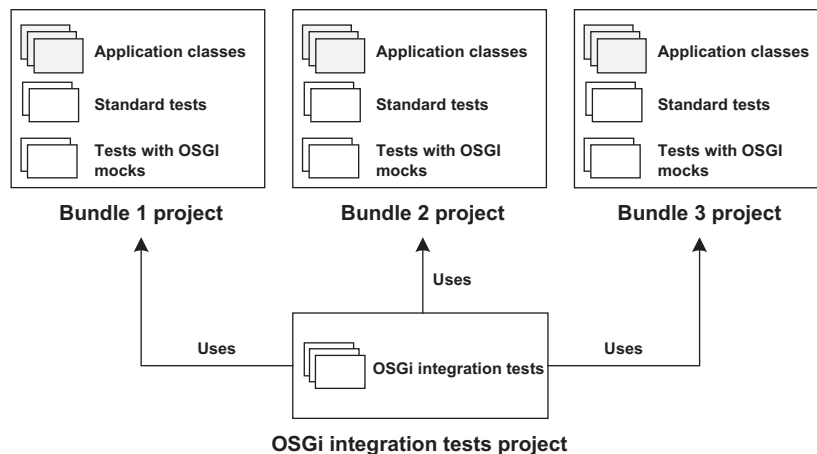 Application classes
Standard tests
Tests with OSGI
mocks
Bundle 1 project
Application classes
Standard tests
Tests with OSGI
mocks
Bundle 2 project
Application classes
Standard tests
Tests with OSGI
mocks
Bundle 3 project
Uses
Uses
Uses
OSGi integration tests
OSGi integration tests project